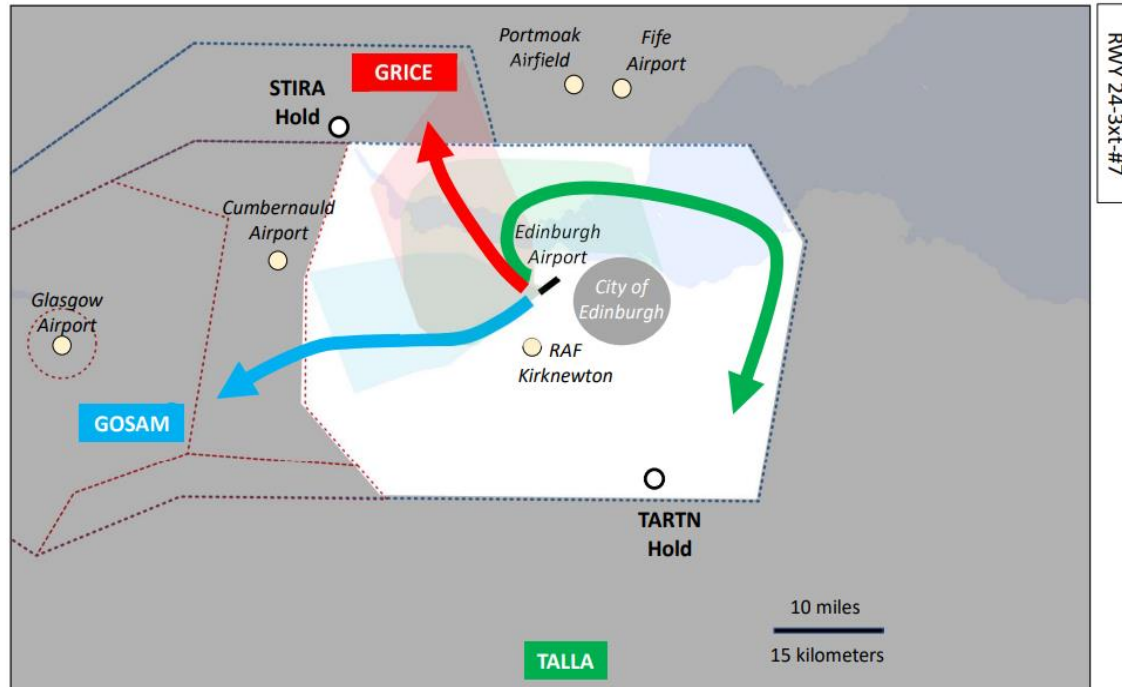 Portmoak
Airfield
Fife
Airport
GRICE
STIRA
Hold
Cumbernauld
Airport
Edinburgh
Airport
City of
Edinburgh
Glasgow
Airport
RAF
Kirknewton
GOSAM
TARTN
Hold
10 miles
15 kilometers
TALLA
RWY 24-3xt-#7